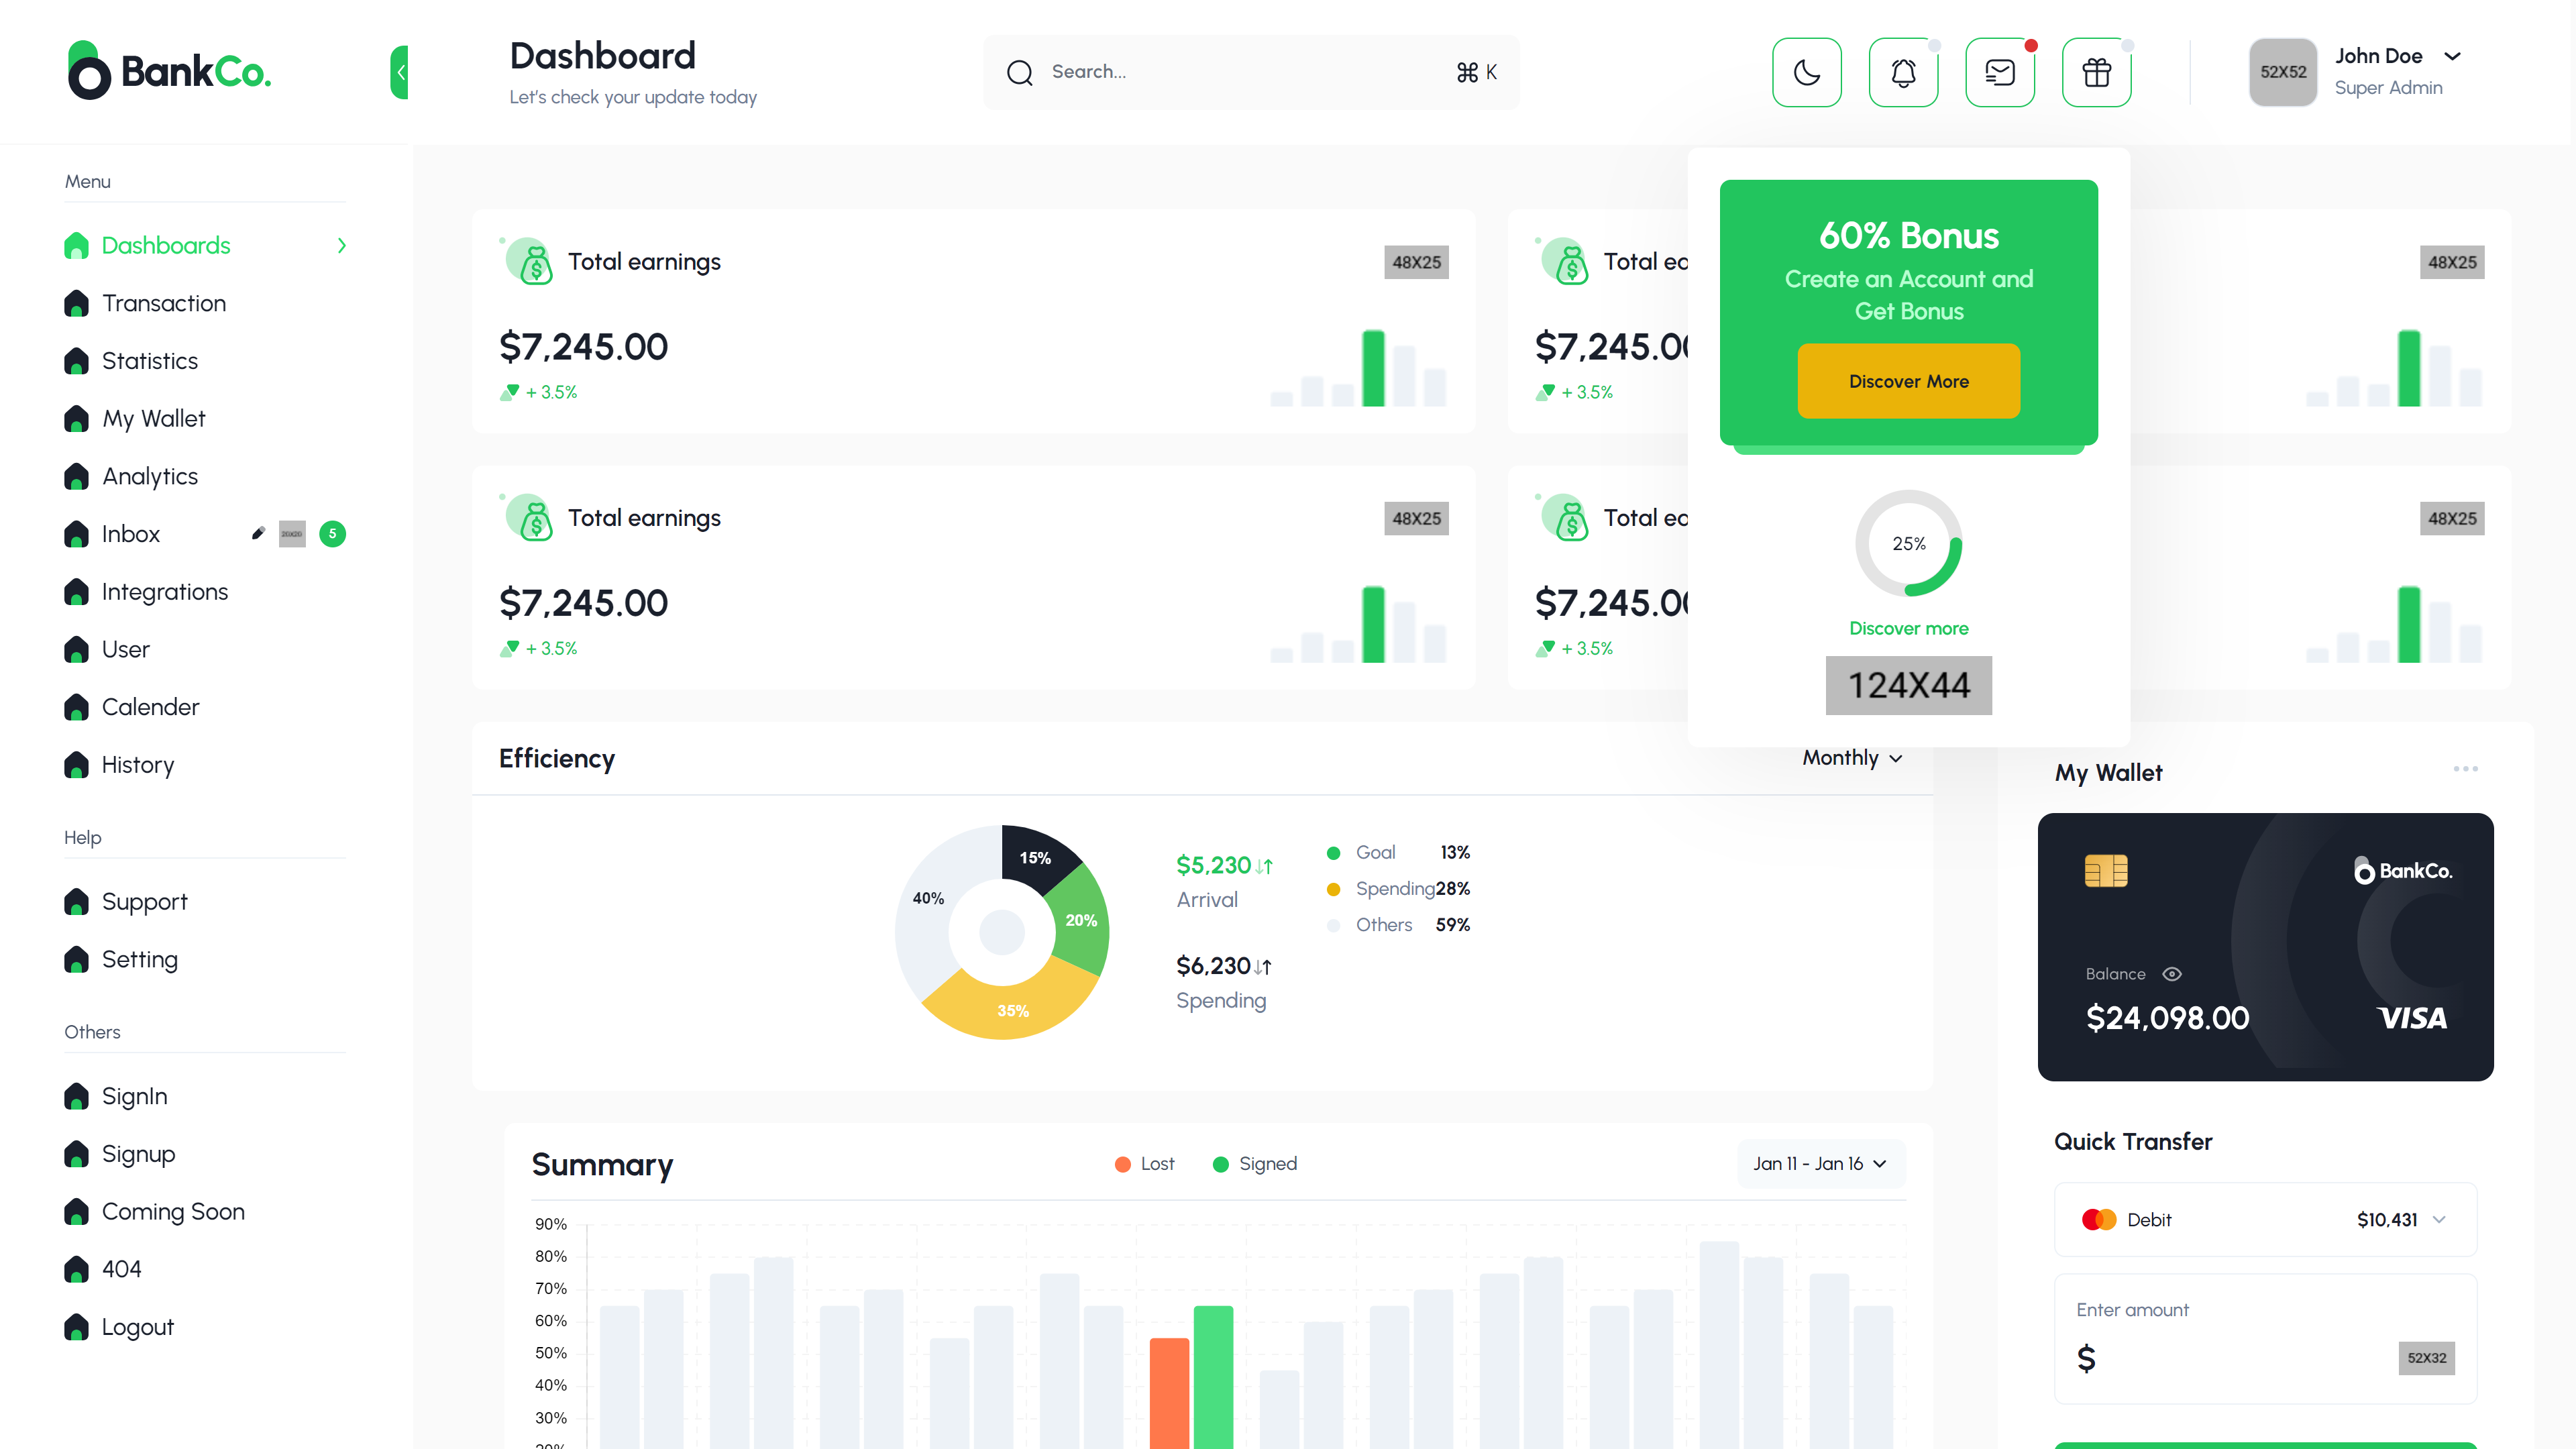 BankCo.
Dashboard
Let's check your update today
Search...
⌘ K
52X52
John Doe
Super Admin
Menu
Dashboards
Transaction
Statistics
My Wallet
Analytics
Inbox
20X20
5
Integrations
User
Calender
History
Help
Support
Setting
Others
SignIn
Signup
Coming Soon
404
Logout
Total earnings
48X25
$7,245.00
+ 3.5%
Total ea
48X25
$7,245.00
+ 3.5%
Total earnings
48X25
$7,245.00
+ 3.5%
Total ea
48X25
$7,245.00
+ 3.5%
60% Bonus
Create an Account and
Get Bonus
Discover More
25%
Discover more
124X44
Efficiency
Monthly
15%
20%
35%
40%
$5,230
Arrival
$6,230
Spending
Goal 13%
Spending 28%
Others 59%
Summary
Lost
Signed
Jan 11 - Jan 16
90%
80%
70%
60%
50%
40%
30%
20%
My Wallet
BankCo.
Balance
$24,098.00
VISA
Quick Transfer
Debit
$10,431
Enter amount
$
52X32